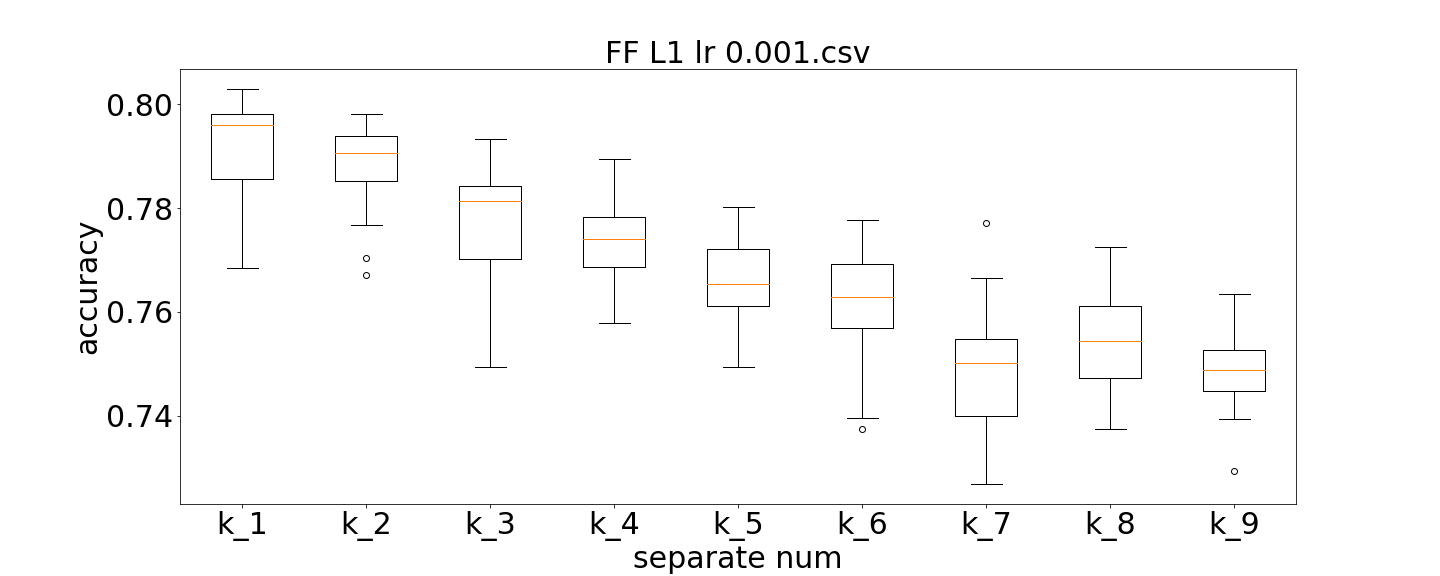 FF L1 lr 0.001.csv
0.80
0.78
0.76
0.74
accuracy
k_1 k_2 k_3 k_4 k_5 k_6 k_7 k_8 k_9
separate num